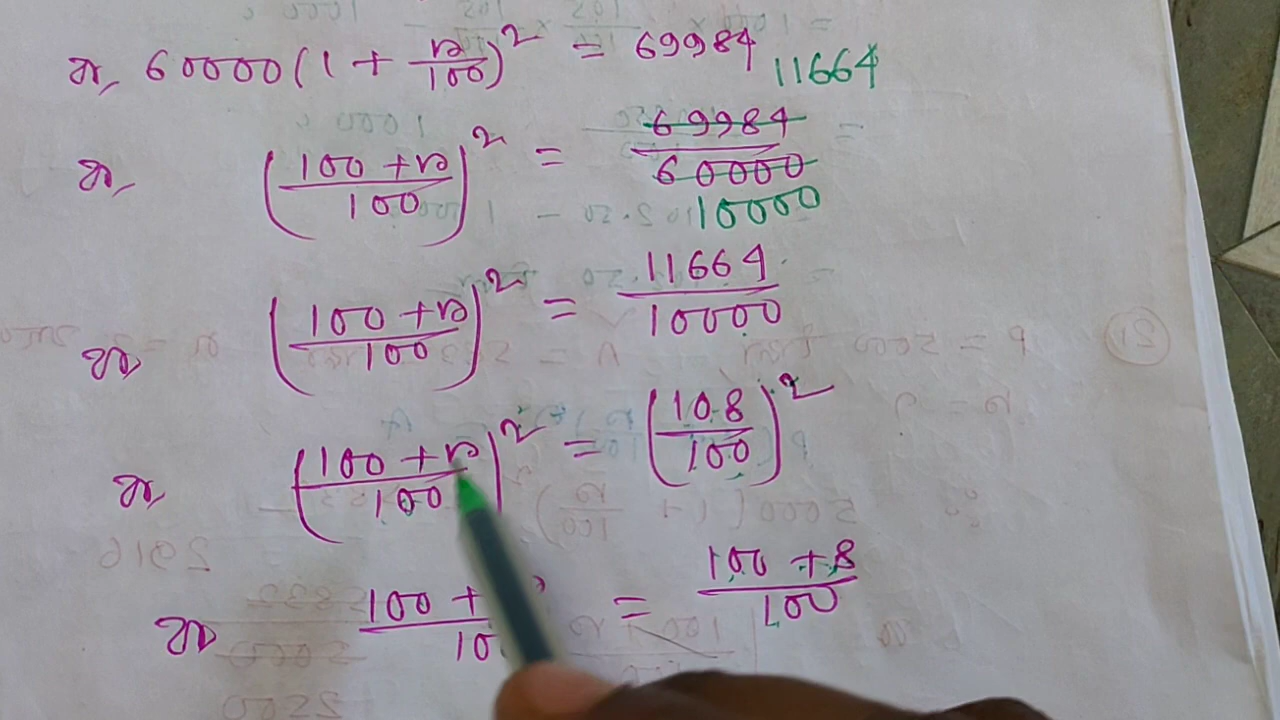 বা, 60000(1 + r/100)² = 69984
11664
বা, ((100 + r)/100)² = 69984/60000
10000
বা, ((100 + r)/100)² = 11664/10000
বা, ((100 + r)/100)² = (108/100)²
বা, 100 + = (100 + 8)/100